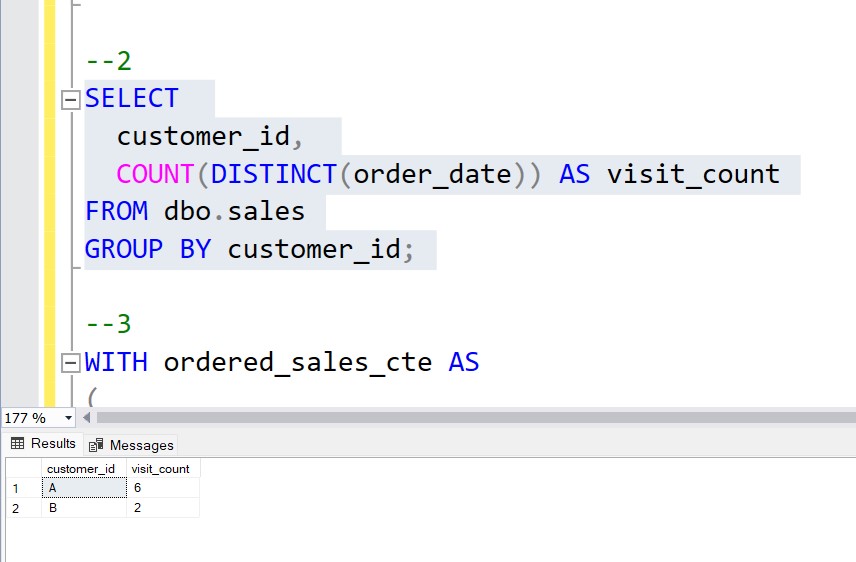 --2
SELECT
customer_id,
COUNT(DISTINCT(order_date)) AS visit_count
FROM dbo.sales
GROUP BY customer_id;
--3
WITH ordered_sales_cte AS
(
177 %
Results Messages
customer_id visit_count
1 A 6
2 B 2